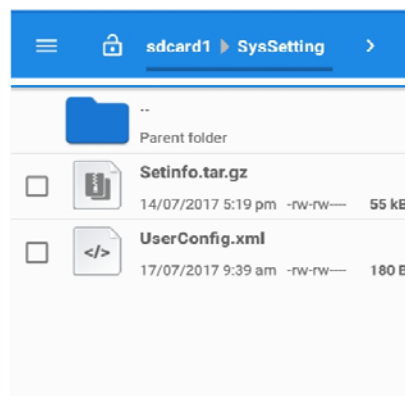 sdcard1 SysSetting
..
Parent folder
Setinfo.tar.gz
14/07/2017 5:19 pm -rw-rw---- 55 kB
UserConfig.xml
17/07/2017 9:39 am -rw-rw---- 180 B